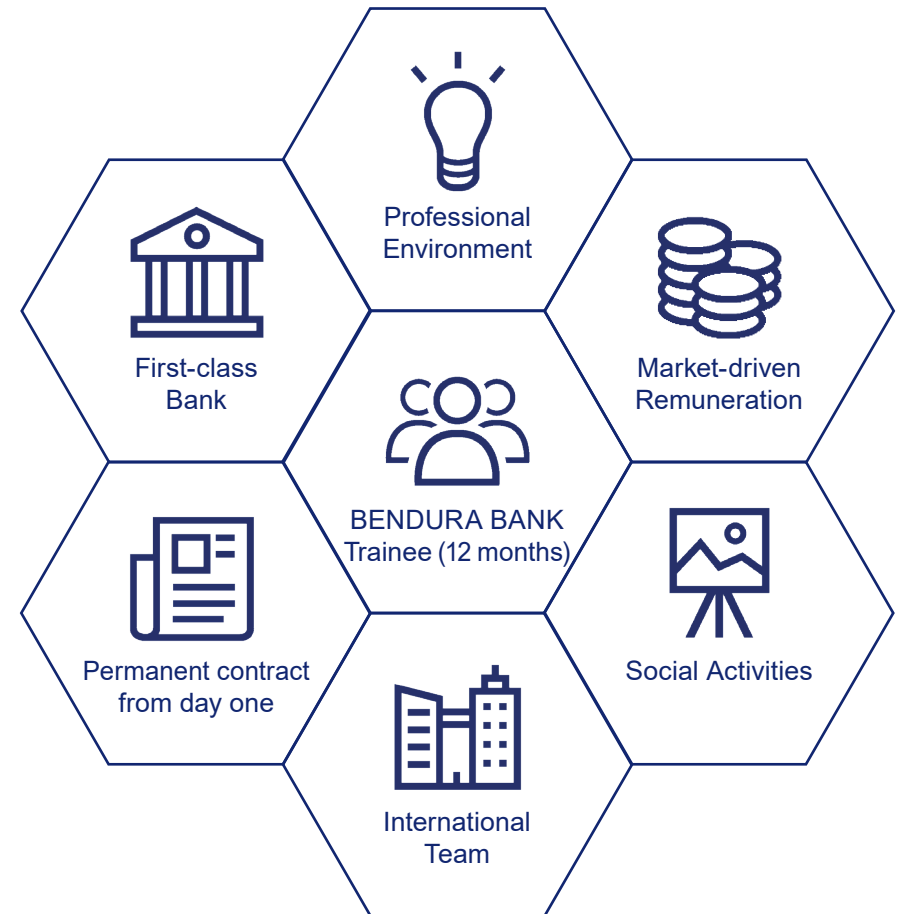 Professional
Environment
First-class
Bank
Market-driven
Remuneration
BENDURA BANK
Trainee (12 months)
Permanent contract
from day one
Social Activities
International
Team